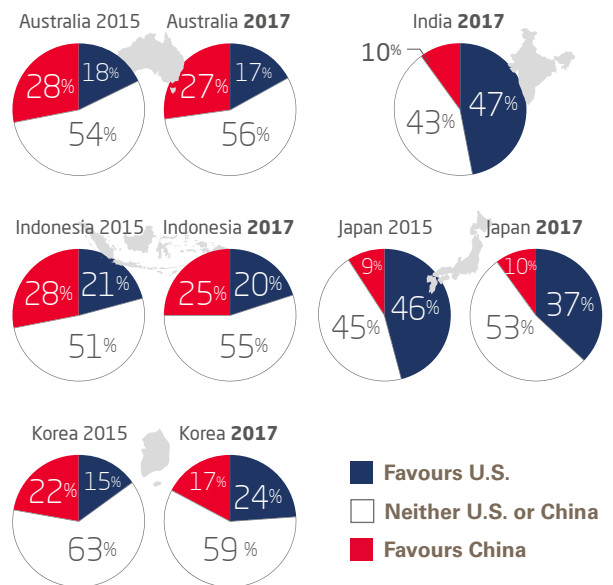 Australia 2015
28%
18%
54%
Australia 2017
27%
17%
56%
India 2017
10%
47%
43%
Indonesia 2015
28%
21%
51%
Indonesia 2017
25%
20%
55%
Japan 2015
9%
46%
45%
Japan 2017
10%
37%
53%
Korea 2015
22%
15%
63%
Korea 2017
17%
24%
59%
Favours U.S.
Neither U.S. or China
Favours China